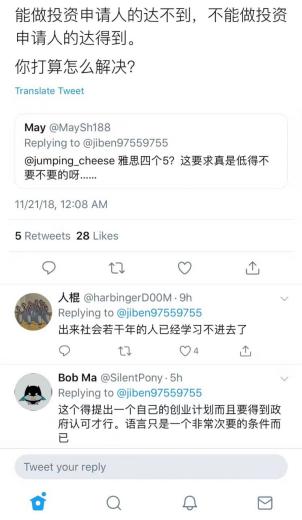 能做投资申请人的达不到，不能做投资
申请人的达得到。
你打算怎么解决？
Translate Tweet
May @MaySh188
Replying to @jiben97559755
@jumping_cheese 雅思四个5？这要求真是低得不
要不要的呀......
11/21/18, 12:08 AM
5 Retweets 28 Likes
人棍 @harbingerD00M · 9h
Replying to @jiben97559755
出来社会若干年的人已经学习不进去了
4
Bob Ma @SilentPony · 5h
Replying to @jiben97559755
这个得提出一个自己的创业计划而且要得到政
府认可才行。语言只是一个非常次要的条件而
已
Tweet your reply